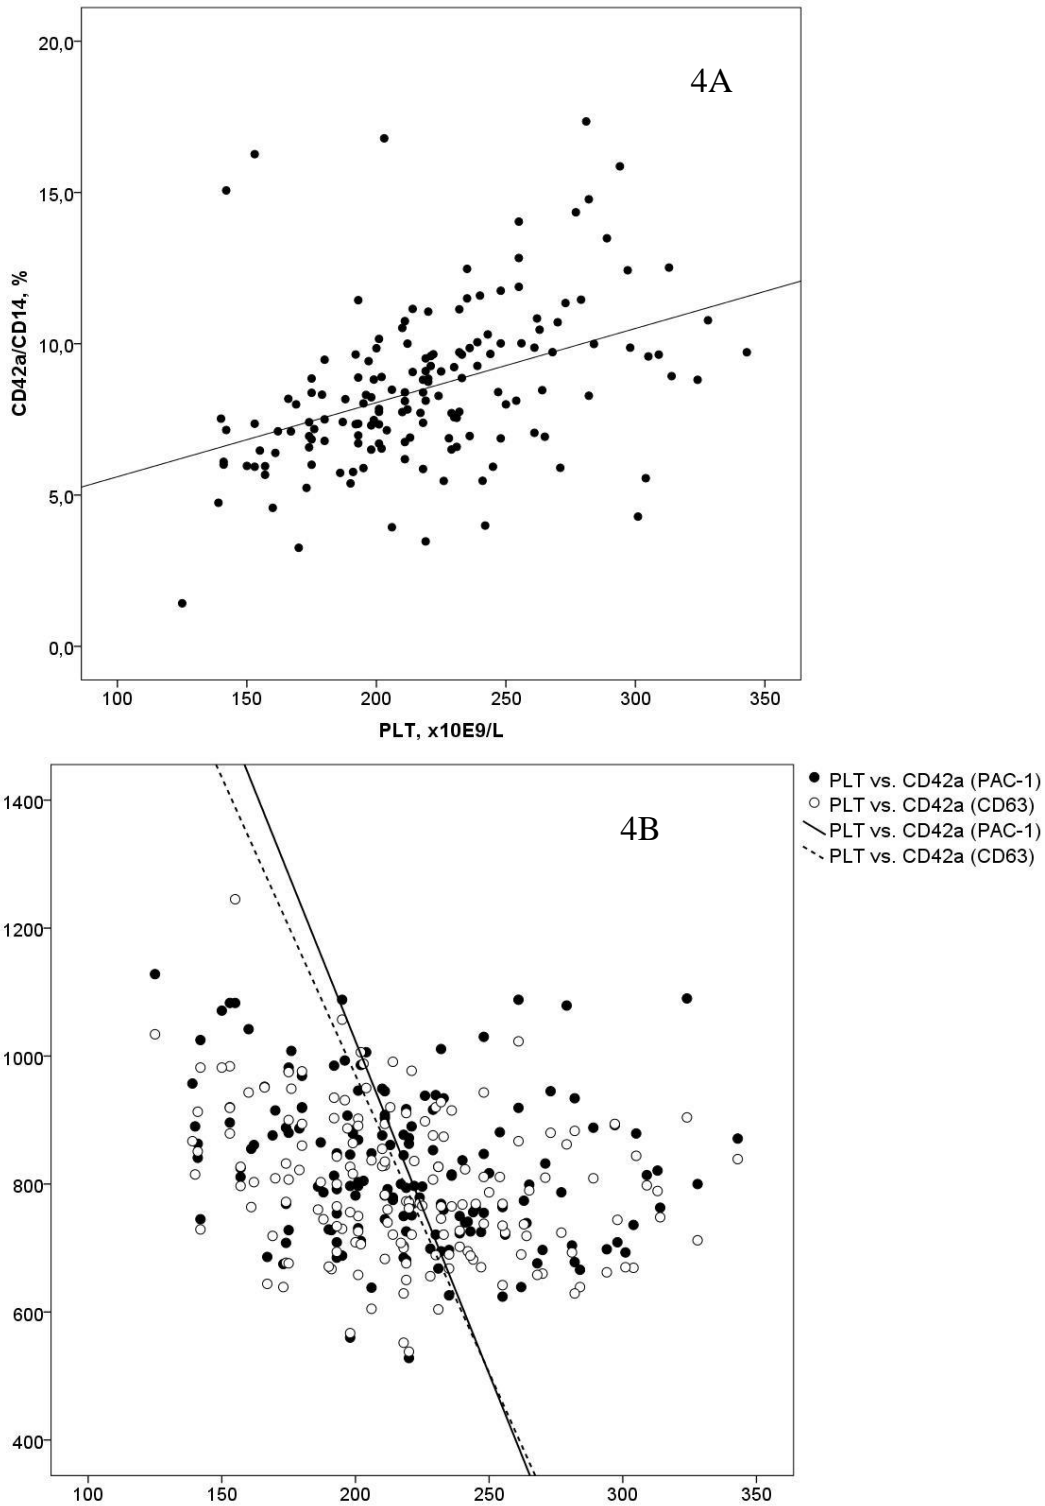 20,0
4A
15,0
CD42a/CD14, %
10,0
5,0
0,0
100 150 200 250 300 350
PLT, x10E9/L
PLT vs. CD42a (PAC-1)
PLT vs. CD42a (CD63)
PLT vs. CD42a (PAC-1)
PLT vs. CD42a (CD63)
1400
4B
1200
1000
800
600
400
100 150 200 250 300 350